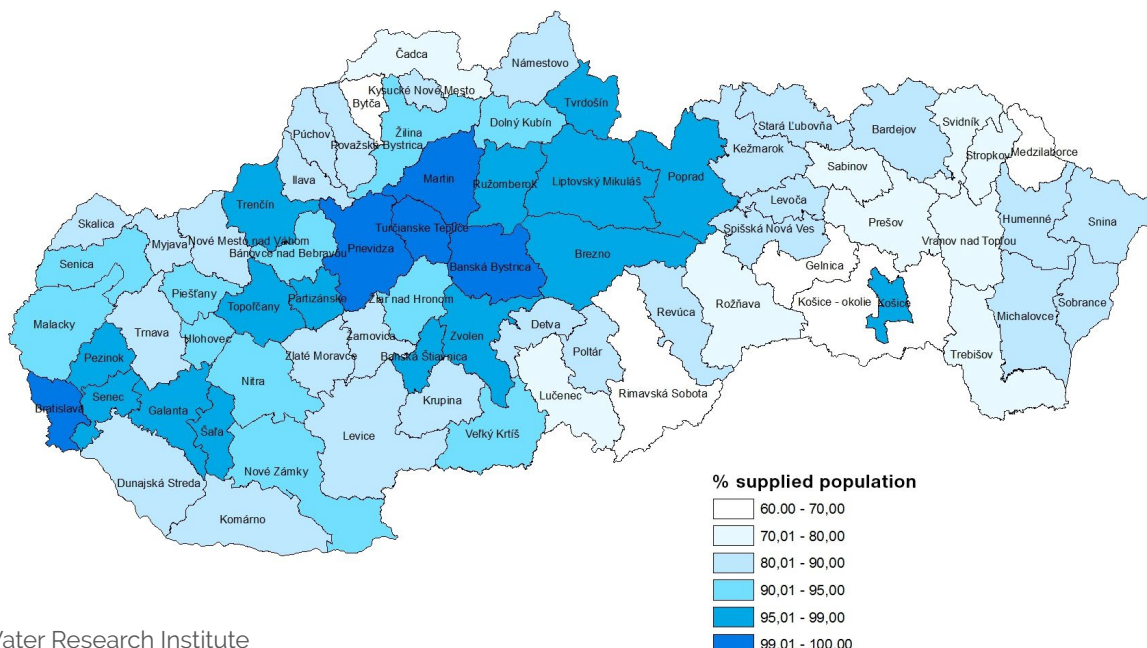 Čadca
Námestovo
Kysucké Nové Mesto
Bytča
Tvrdošín
Dolný Kubín
Žilina
Púchov
Považská Bystrica
Ilava
Martin
Ružomberok
Liptovský Mikuláš
Poprad
Kežmarok
Stará Ľubovňa
Bardejov
Svidník
Stropkov
Medzilaborce
Sabinov
Levoča
Prešov
Humenné
Snina
Trenčín
Turčianske Teplice
Prievidza
Skalica
Myjava
Nové Mesto nad Váhom
Bánovce nad Bebravou
Spišská Nová Ves
Vranov nad Topľou
Senica
Banská Bystrica
Brezno
Gelnica
Piešťany
Topoľčany
Partizánske
Žiar nad Hronom
Rožňava
Košice - okolie
Košice
Sobrance
Malacky
Trnava
Hlohovec
Žarnovica
Zvolen
Detva
Revúca
Michalovce
Pezinok
Zlaté Moravce
Banská Štiavnica
Poltár
Trebišov
Nitra
Bratislava
Senec
Galanta
Krupina
Lučenec
Rimavská Sobota
Šaľa
Levice
Veľký Krtíš
Nové Zámky
Dunajská Streda
Komárno
% supplied population
60.00 - 70,00
70,01 - 80,00
80,01 - 90,00
90,01 - 95,00
95,01 - 99,00
99,01 - 100,00
Water Research Institute